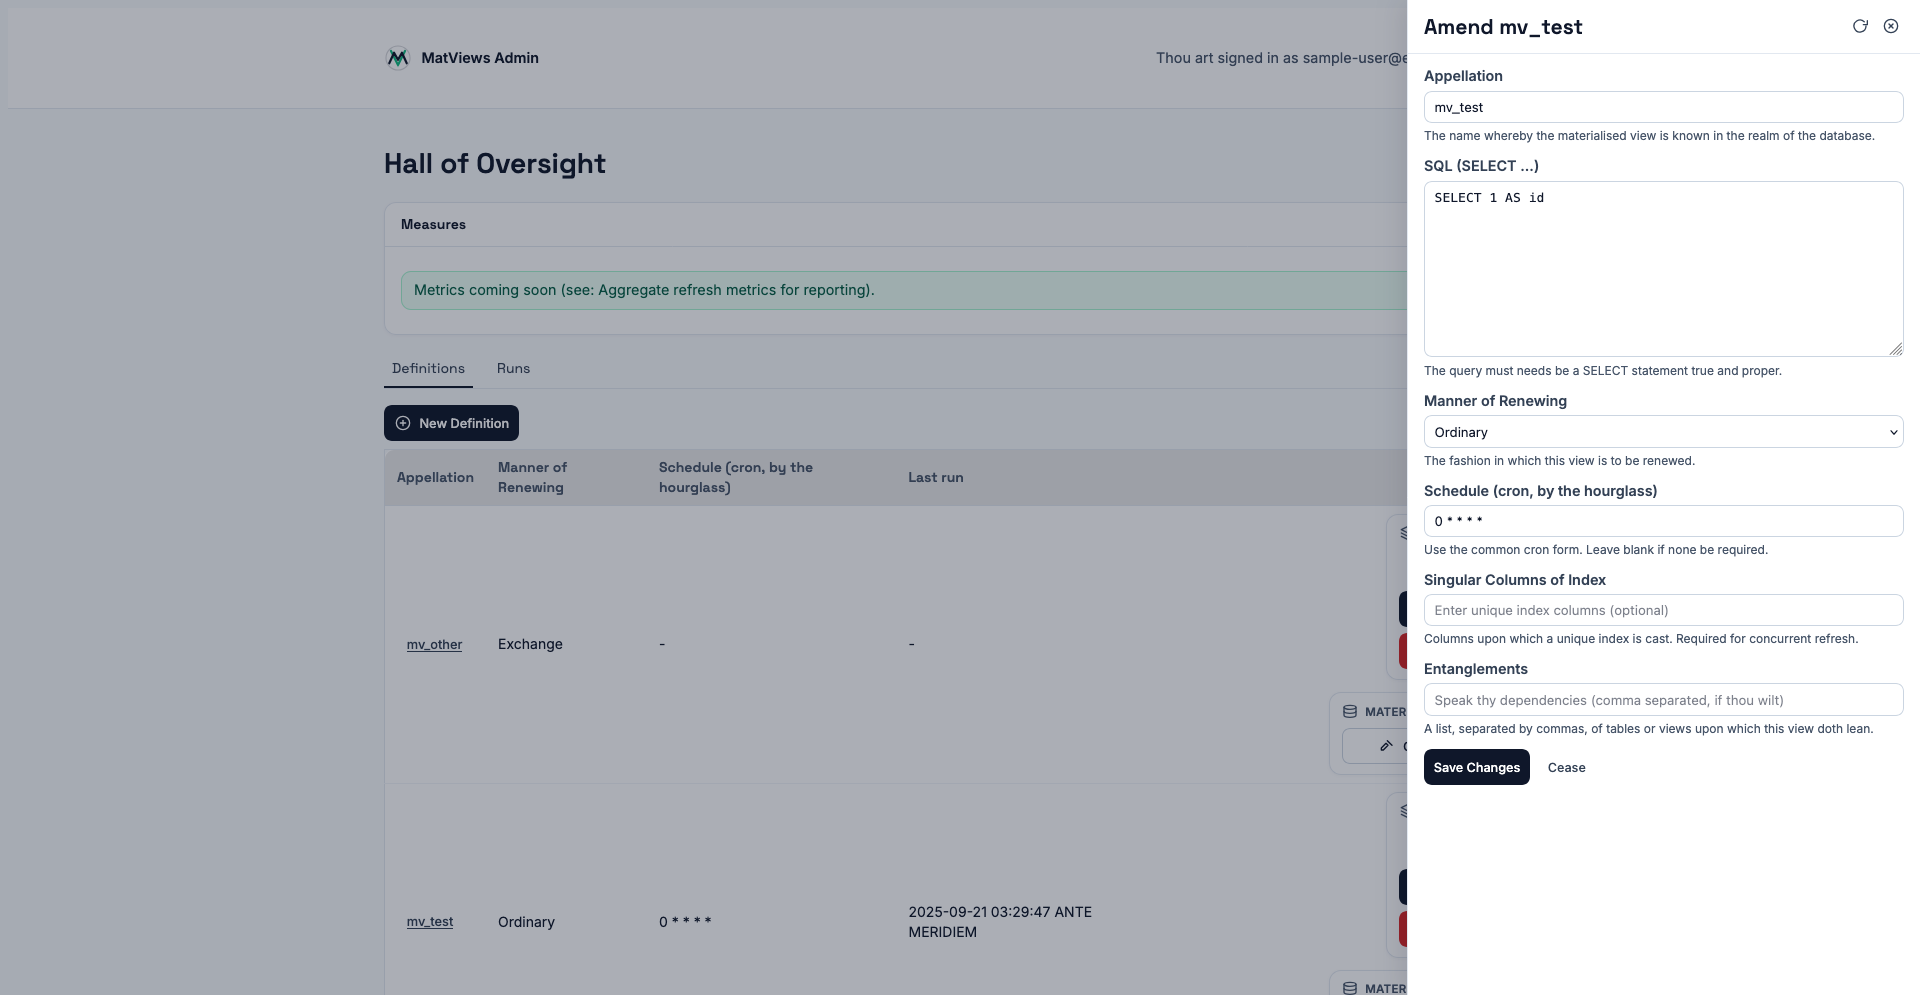 MatViews Admin
Thou art signed in as sample-user@e
Hall of Oversight
Measures
Metrics coming soon (see: Aggregate refresh metrics for reporting).
Definitions
Runs
New Definition
Appellation
Manner of
Renewing
Schedule (cron, by the
hourglass)
Last run
mv_other
Exchange
-
-
MATER
mv_test
Ordinary
0 * * * *
2025-09-21 03:29:47 ANTE
MERIDIEM
MATER
Amend mv_test
Appellation
mv_test
The name whereby the materialised view is known in the realm of the database.
SQL (SELECT ...)
SELECT 1 AS id
The query must needs be a SELECT statement true and proper.
Manner of Renewing
Ordinary
The fashion in which this view is to be renewed.
Schedule (cron, by the hourglass)
0 * * * *
Use the common cron form. Leave blank if none be required.
Singular Columns of Index
Enter unique index columns (optional)
Columns upon which a unique index is cast. Required for concurrent refresh.
Entanglements
Speak thy dependencies (comma separated, if thou wilt)
A list, separated by commas, of tables or views upon which this view doth lean.
Save Changes
Cease